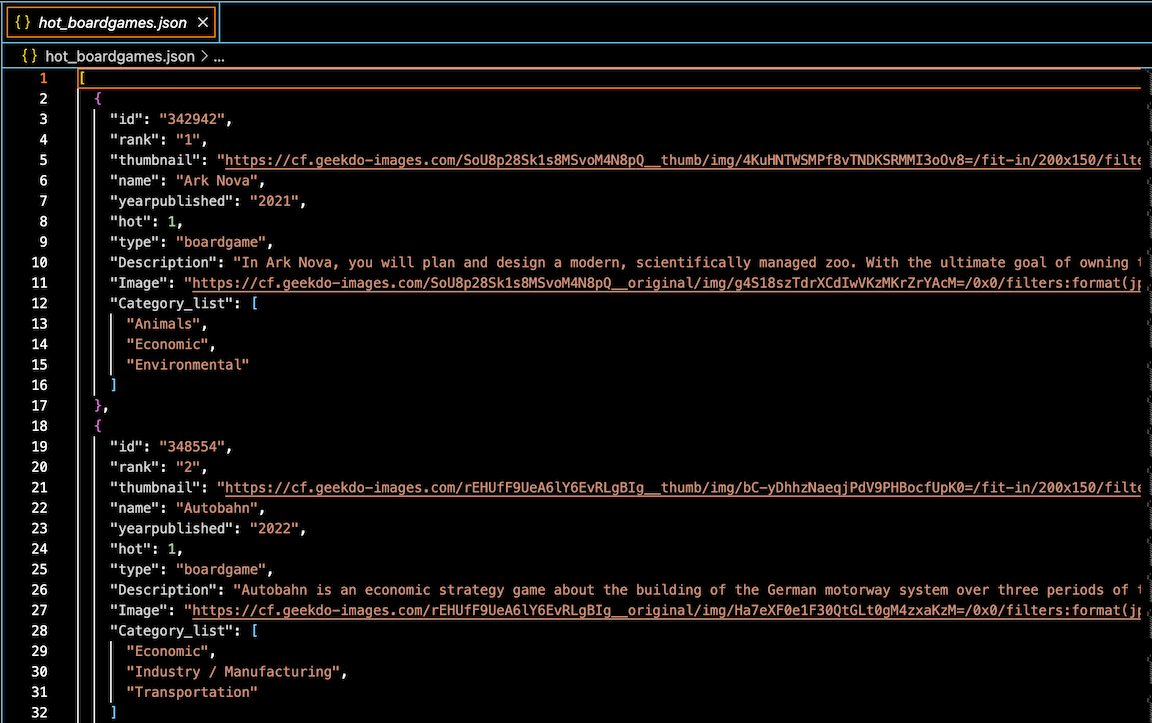 {} hot_boardgames.json ×
{} hot_boardgames.json > ...
1 [
2 {
3 "id": "342942",
4 "rank": "1",
5 "thumbnail": "https://cf.geekdo-images.com/SoU8p28Sk1s8MSvoM4N8pQ__thumb/img/4KuHNTWSMPf8vTNDKSRMMI3oOv8=/fit-in/200x150/filte
6 "name": "Ark Nova",
7 "yearpublished": "2021",
8 "hot": 1,
9 "type": "boardgame",
10 "Description": "In Ark Nova, you will plan and design a modern, scientifically managed zoo. With the ultimate goal of owning t
11 "Image": "https://cf.geekdo-images.com/SoU8p28Sk1s8MSvoM4N8pQ__original/img/g4S18szTdrXCdIwVKzMKrZrYAcM=/0x0/filters:format(jp
12 "Category_list": [
13 "Animals",
14 "Economic",
15 "Environmental"
16 ]
17 },
18 {
19 "id": "348554",
20 "rank": "2",
21 "thumbnail": "https://cf.geekdo-images.com/rEHUfF9UeA6lY6EvRLgBIg__thumb/img/bC-yDhhzNaeqjPdV9PHBocfUpK0=/fit-in/200x150/filte
22 "name": "Autobahn",
23 "yearpublished": "2022",
24 "hot": 1,
25 "type": "boardgame",
26 "Description": "Autobahn is an economic strategy game about the building of the German motorway system over three periods of t
27 "Image": "https://cf.geekdo-images.com/rEHUfF9UeA6lY6EvRLgBIg__original/img/Ha7eXF0e1F30QtGLt0gM4zxaKzM=/0x0/filters:format(jp
28 "Category_list": [
29 "Economic",
30 "Industry / Manufacturing",
31 "Transportation"
32 ]